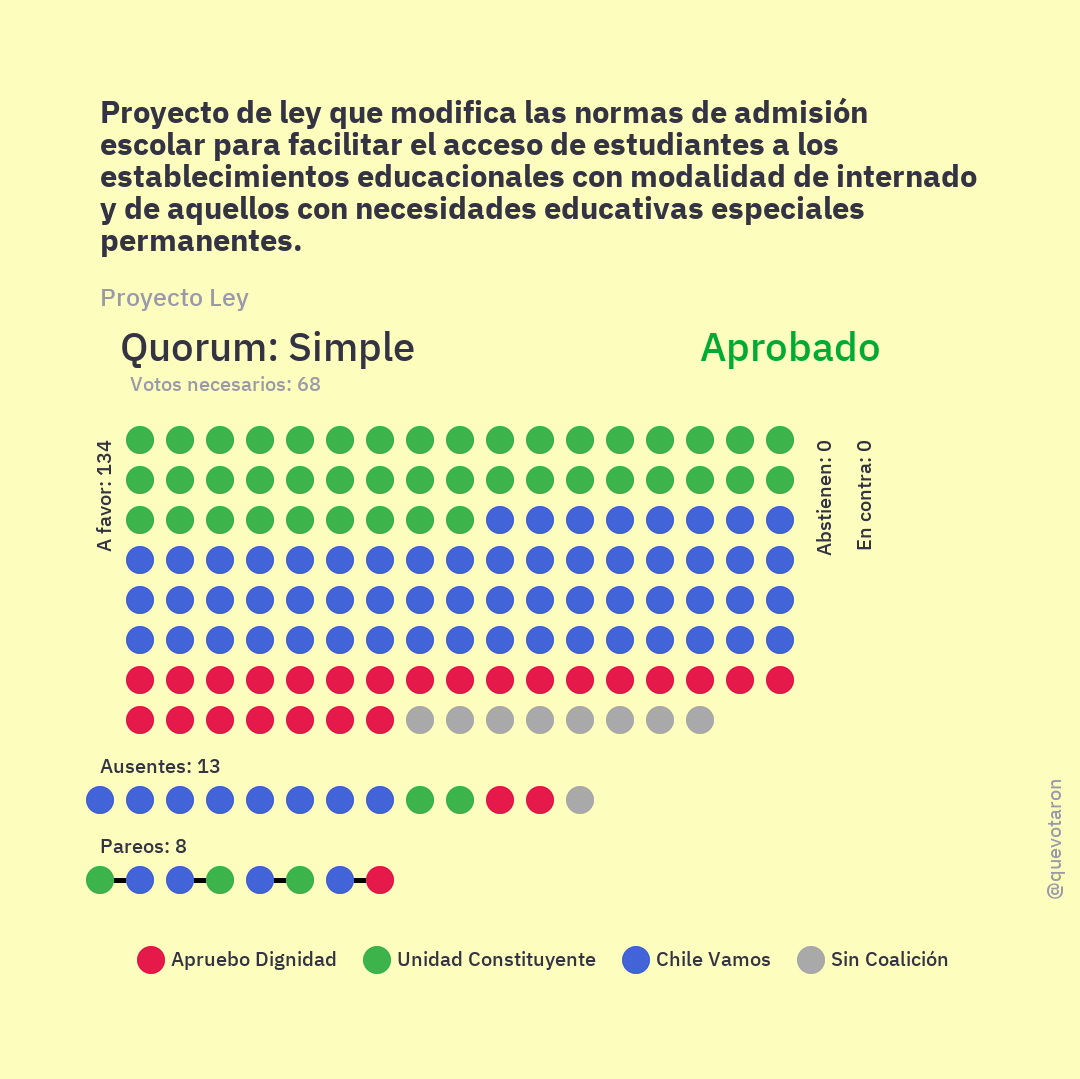 Proyecto de ley que modifica las normas de admisión
escolar para facilitar el acceso de estudiantes a los
establecimientos educacionales con modalidad de internado
y de aquellos con necesidades educativas especiales
permanentes.
Proyecto Ley
Quorum: Simple
Aprobado
Votos necesarios: 68
A favor: 134
Abstienen: 0
En contra: 0
Ausentes: 13
Pareos: 8
@quevotaron
Apruebo Dignidad
Unidad Constituyente
Chile Vamos
Sin Coalición